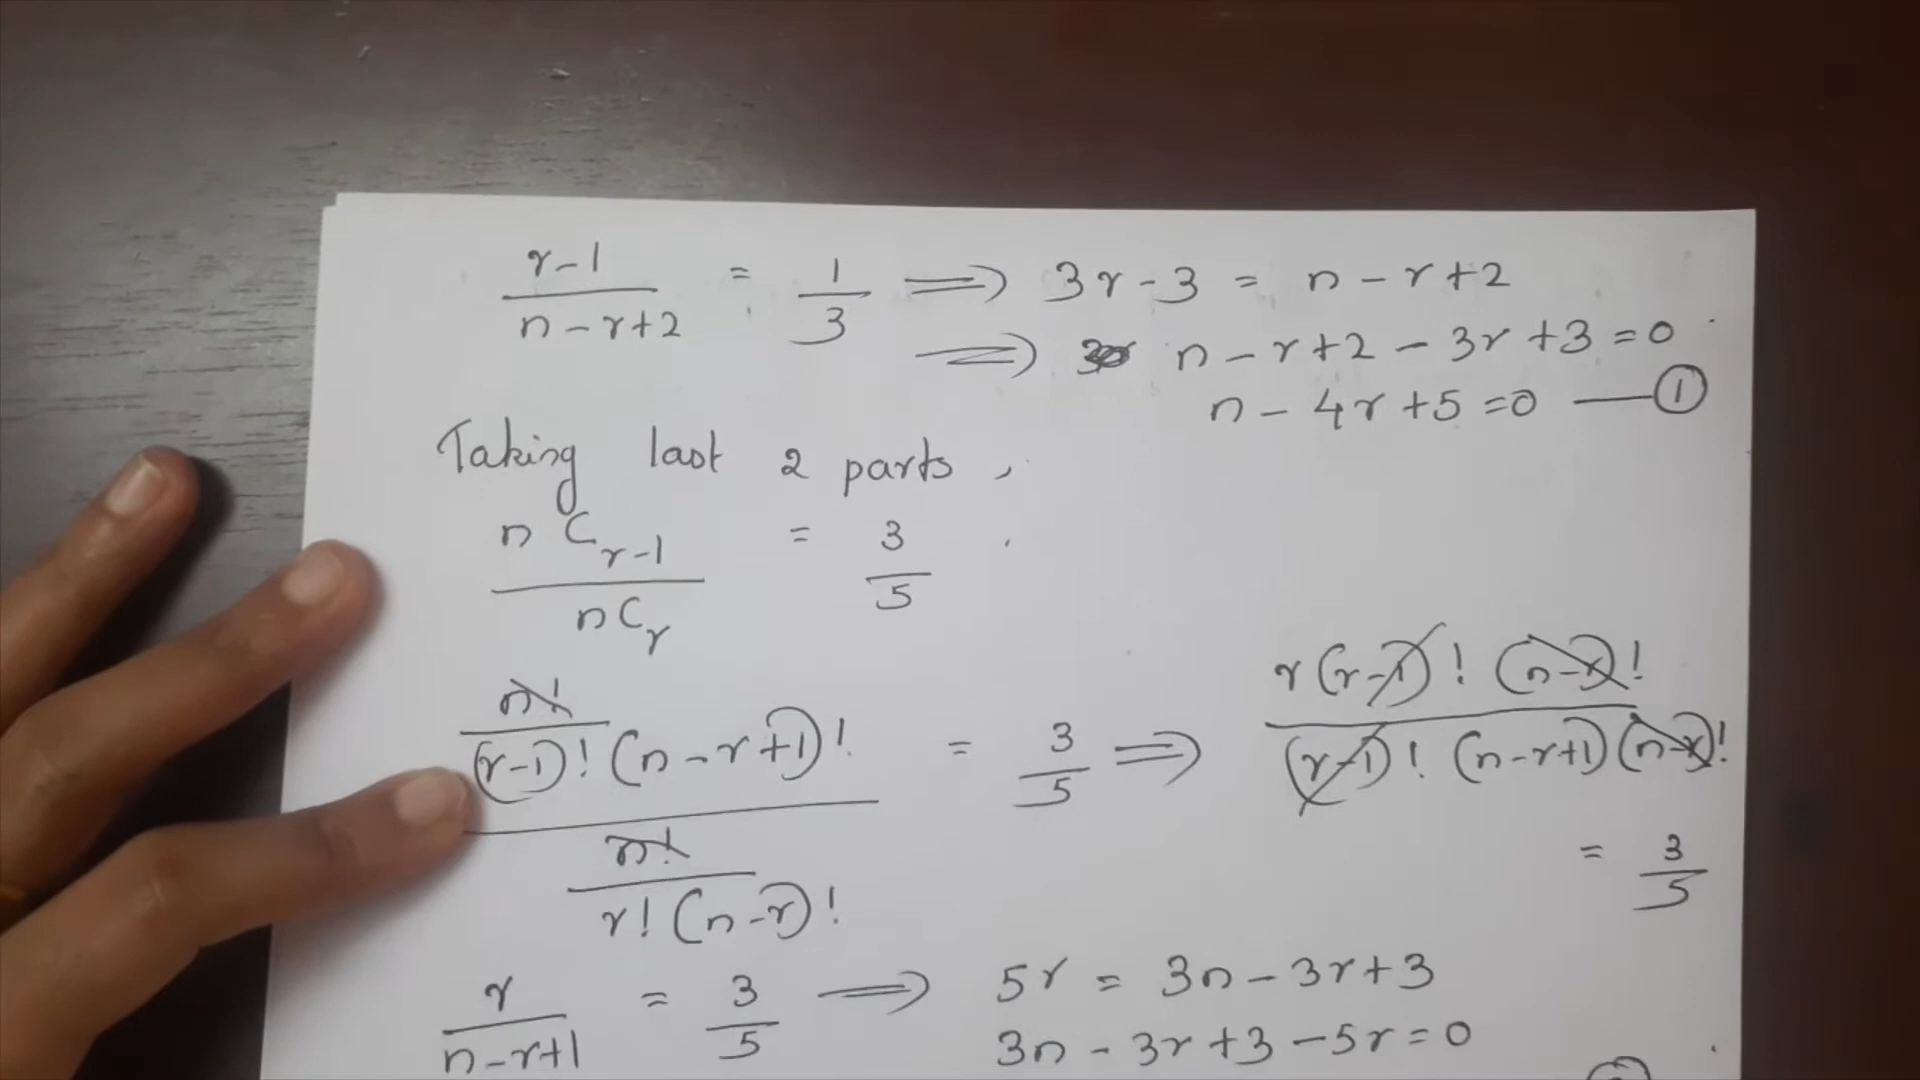 r-1 / n-r+2 = 1/3 ⟹ 3r-3 = n-r+2
⟹ n-r+2-3r+3=0
n-4r+5=0 — ①
Taking last 2 parts,
nC_{r-1} / nC_r = 3/5
n! / (r-1)!(n-r+1)! / n! / r!(n-r)! = 3/5 ⟹ r(r-1)! (n-r)! / (r-1)! (n-r+1)(n-r)!
= 3/5
r / n-r+1 = 3/5 ⟹ 5r = 3n-3r+3
3n-3r+3-5r=0